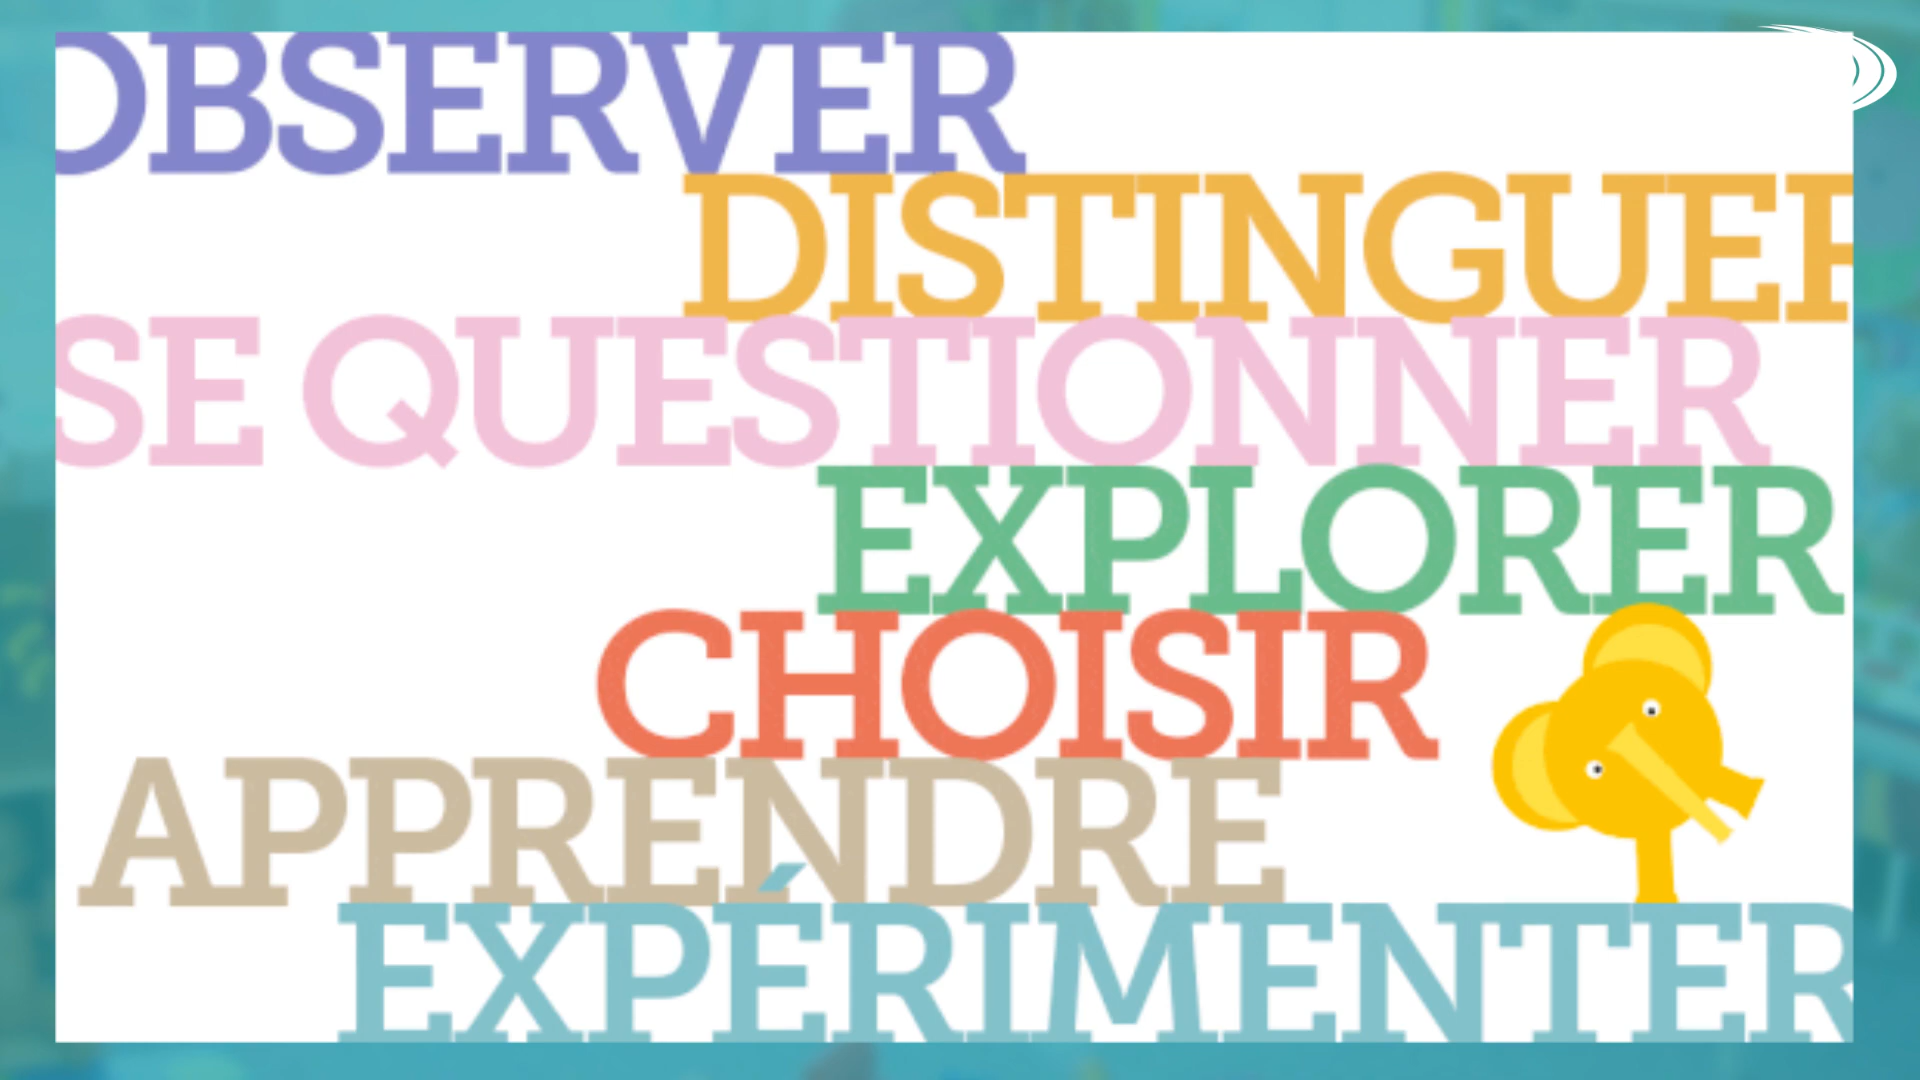 OBSERVER
DISTINGUER
SE QUESTIONNER
EXPLORER
CHOISIR
APPRENDRE
EXPÉRIMENTER